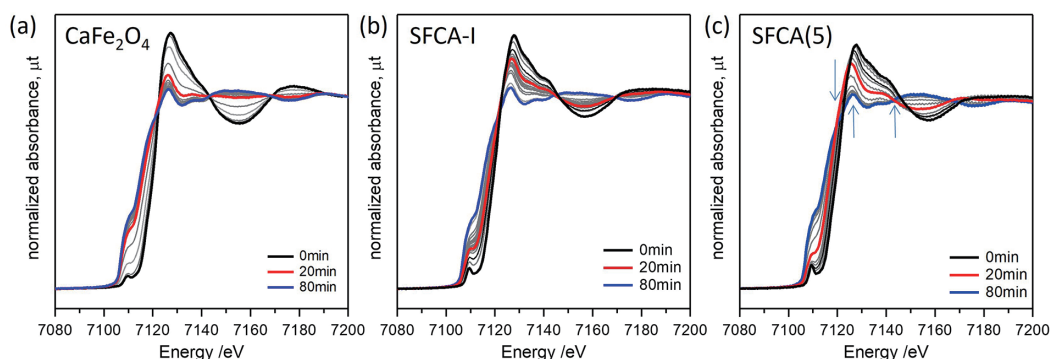 (a)
CaFe₂O₄
normalized absorbance, μt
0min
20min
80min
7080 7100 7120 7140 7160 7180 7200
Energy /eV
(b)
SFCA-I
normalized absorbance, μt
0min
20min
80min
7080 7100 7120 7140 7160 7180 7200
Energy /eV
(c)
SFCA(5)
normalized absorbance, μt
0min
20min
80min
7080 7100 7120 7140 7160 7180 7200
Energy /eV